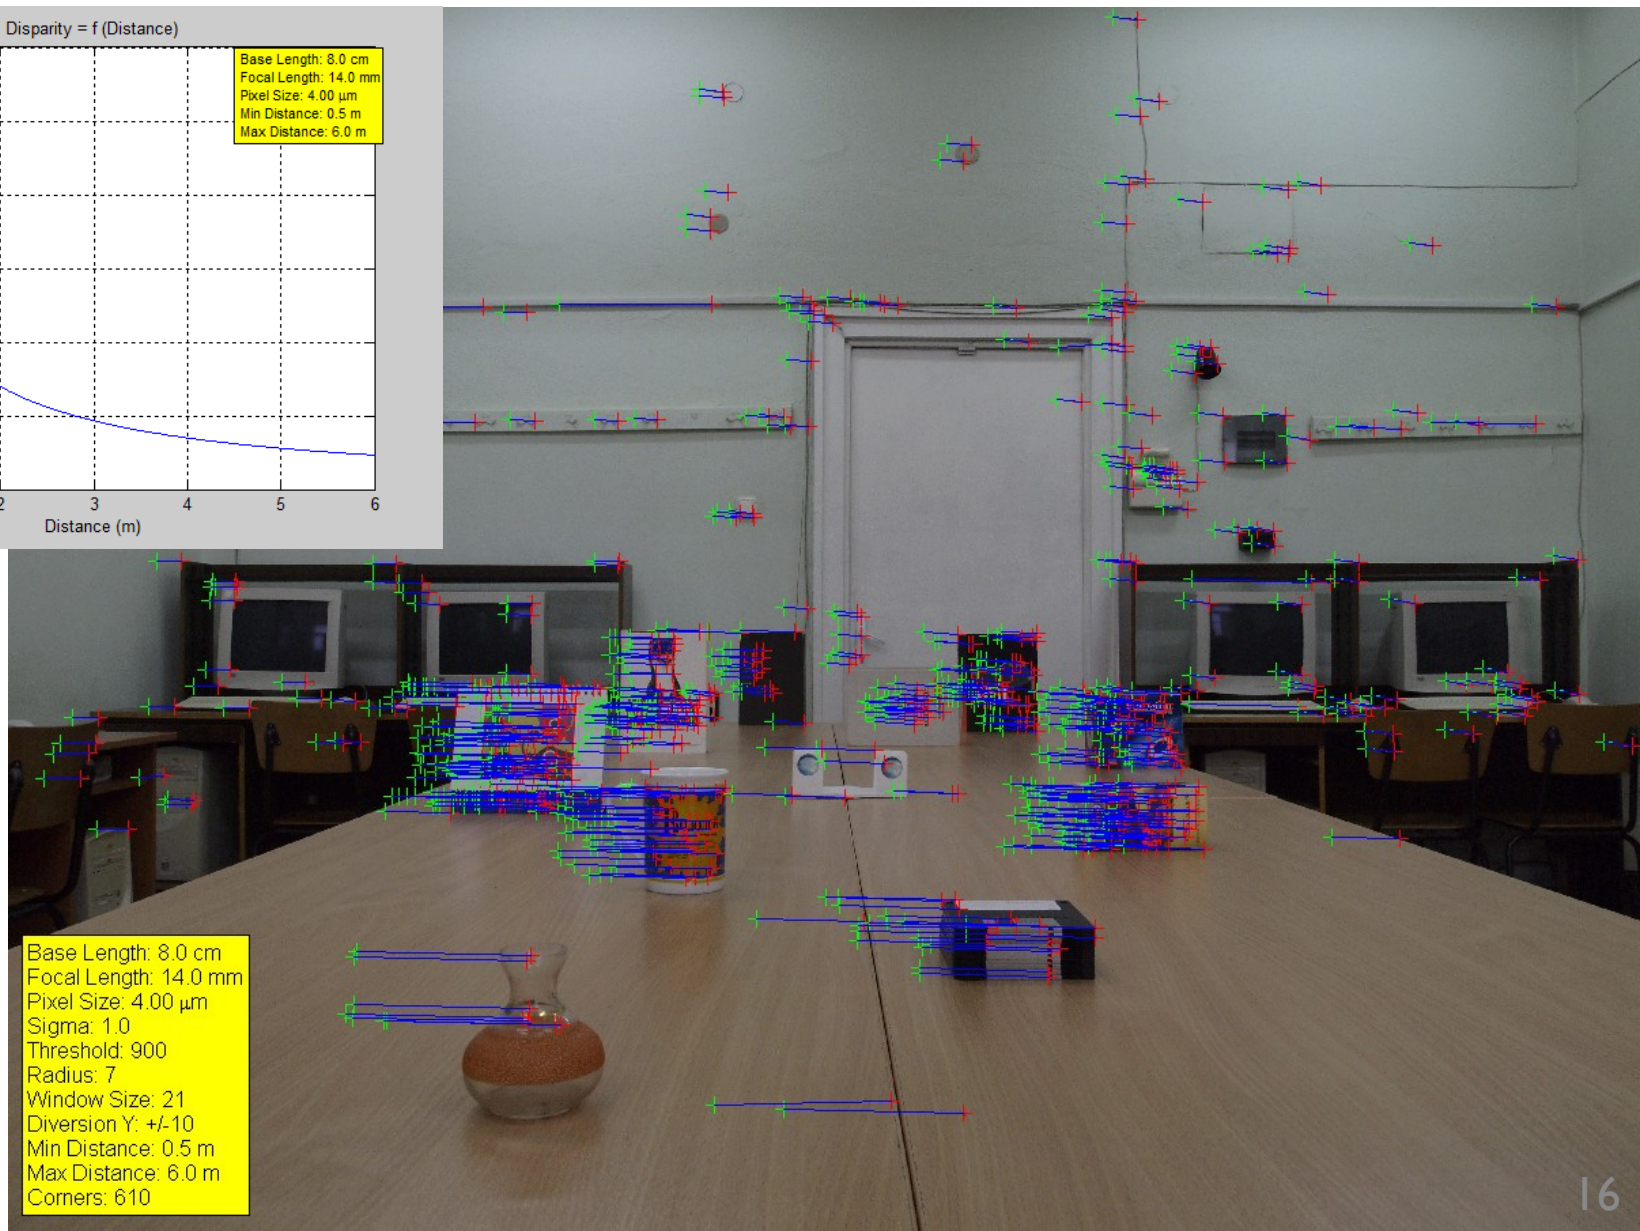 Disparity = f (Distance)
Base Length: 8.0 cm
Focal Length: 14.0 mm
Pixel Size: 4.00 µm
Min Distance: 0.5 m
Max Distance: 6.0 m
2 3 4 5 6
Distance (m)
Base Length: 8.0 cm
Focal Length: 14.0 mm
Pixel Size: 4.00 µm
Sigma: 1.0
Threshold: 900
Radius: 7
Window Size: 21
Diversion Y: +/-10
Min Distance: 0.5 m
Max Distance: 6.0 m
Corners: 610
16